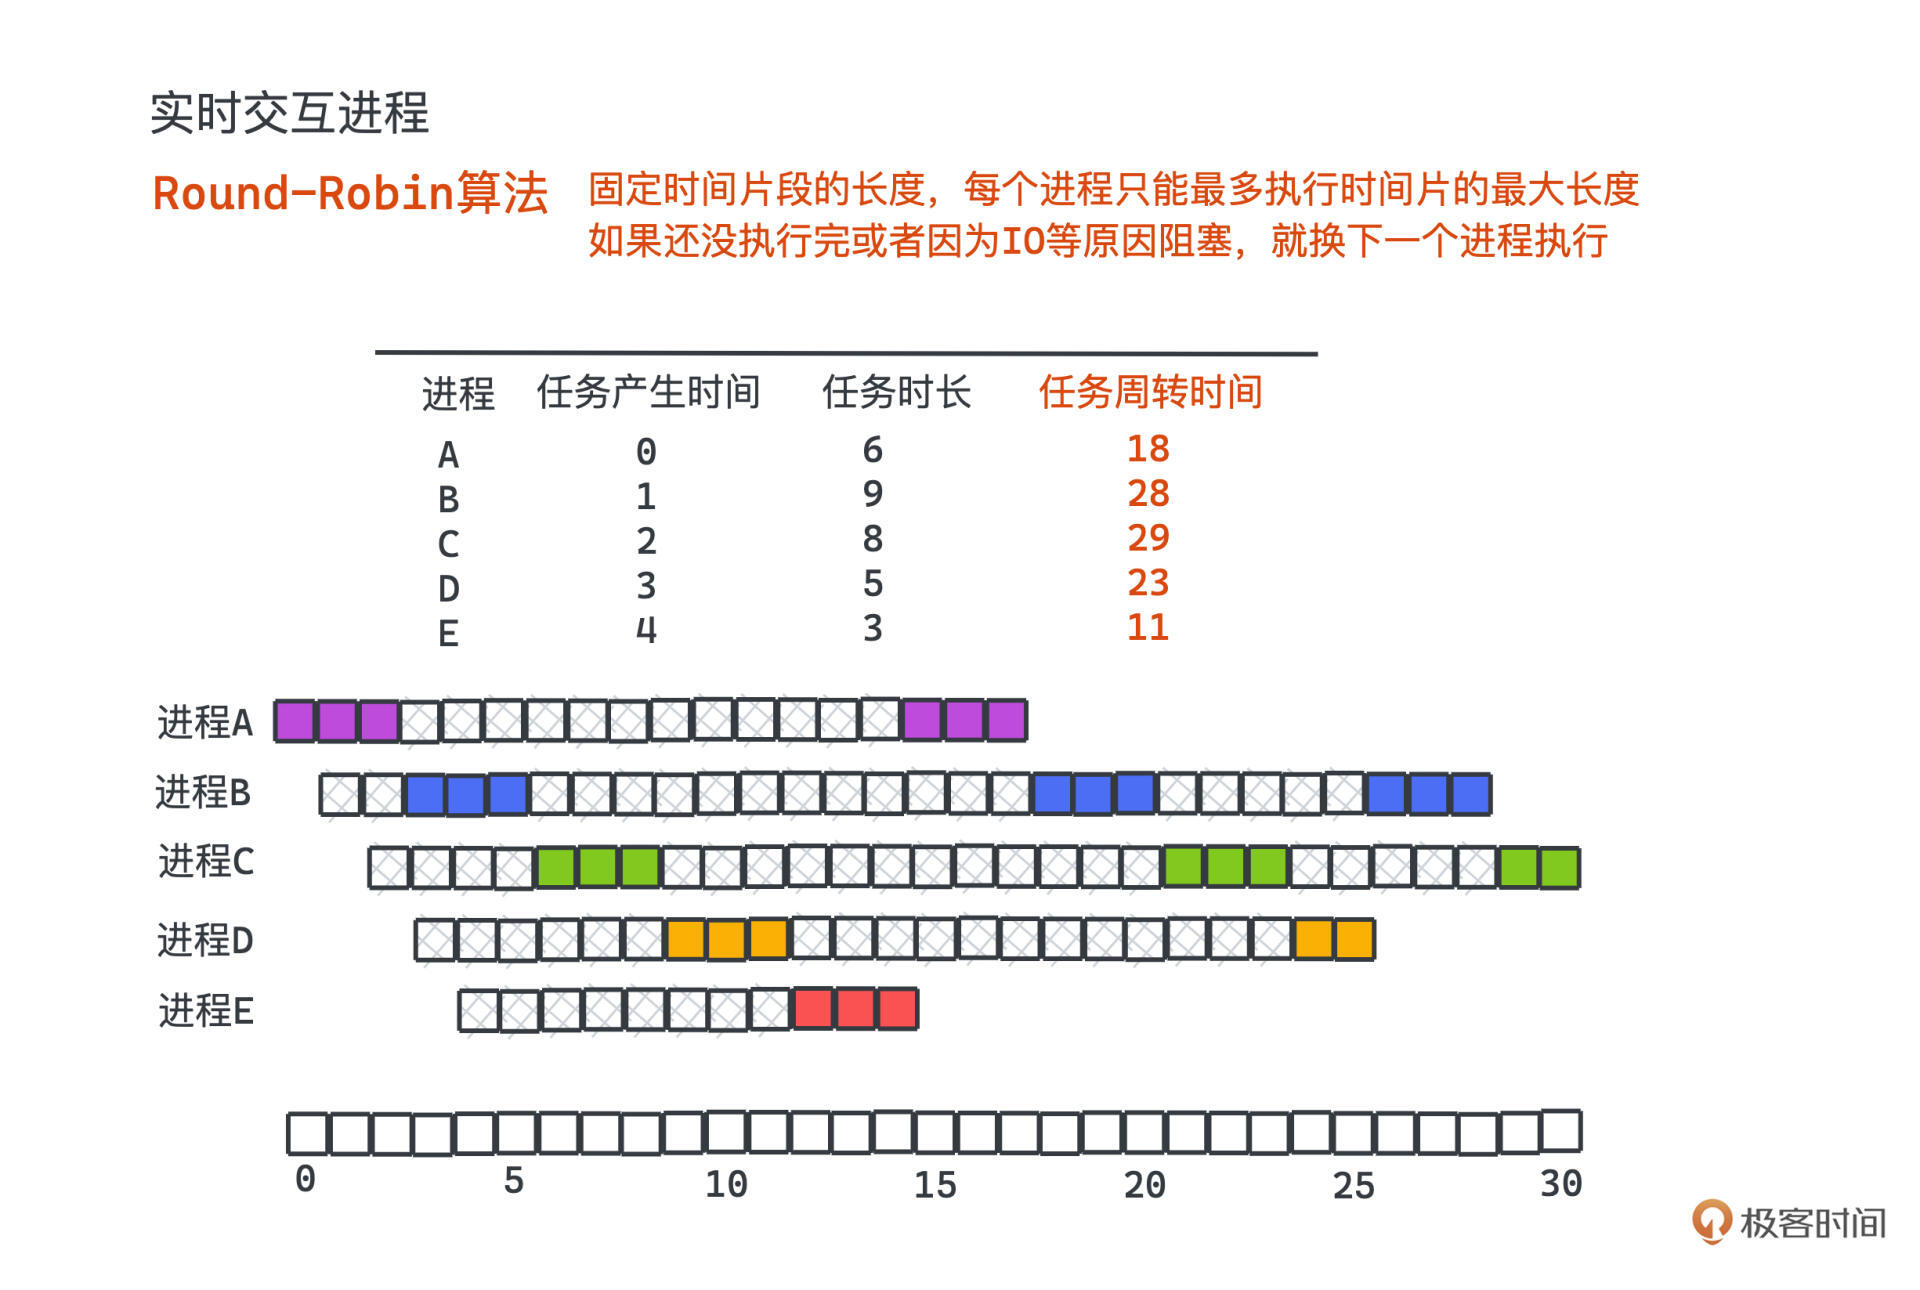 实时交互进程
Round-Robin算法 固定时间片段的长度，每个进程只能最多执行时间片的最大长度
如果还没执行完或者因为IO等原因阻塞，就换下一个进程执行
进程 任务产生时间 任务时长 任务周转时间
A 0 6 18
B 1 9 28
C 2 8 29
D 3 5 23
E 4 3 11
进程A
进程B
进程C
进程D
进程E
0 5 10 15 20 25 30
极客时间